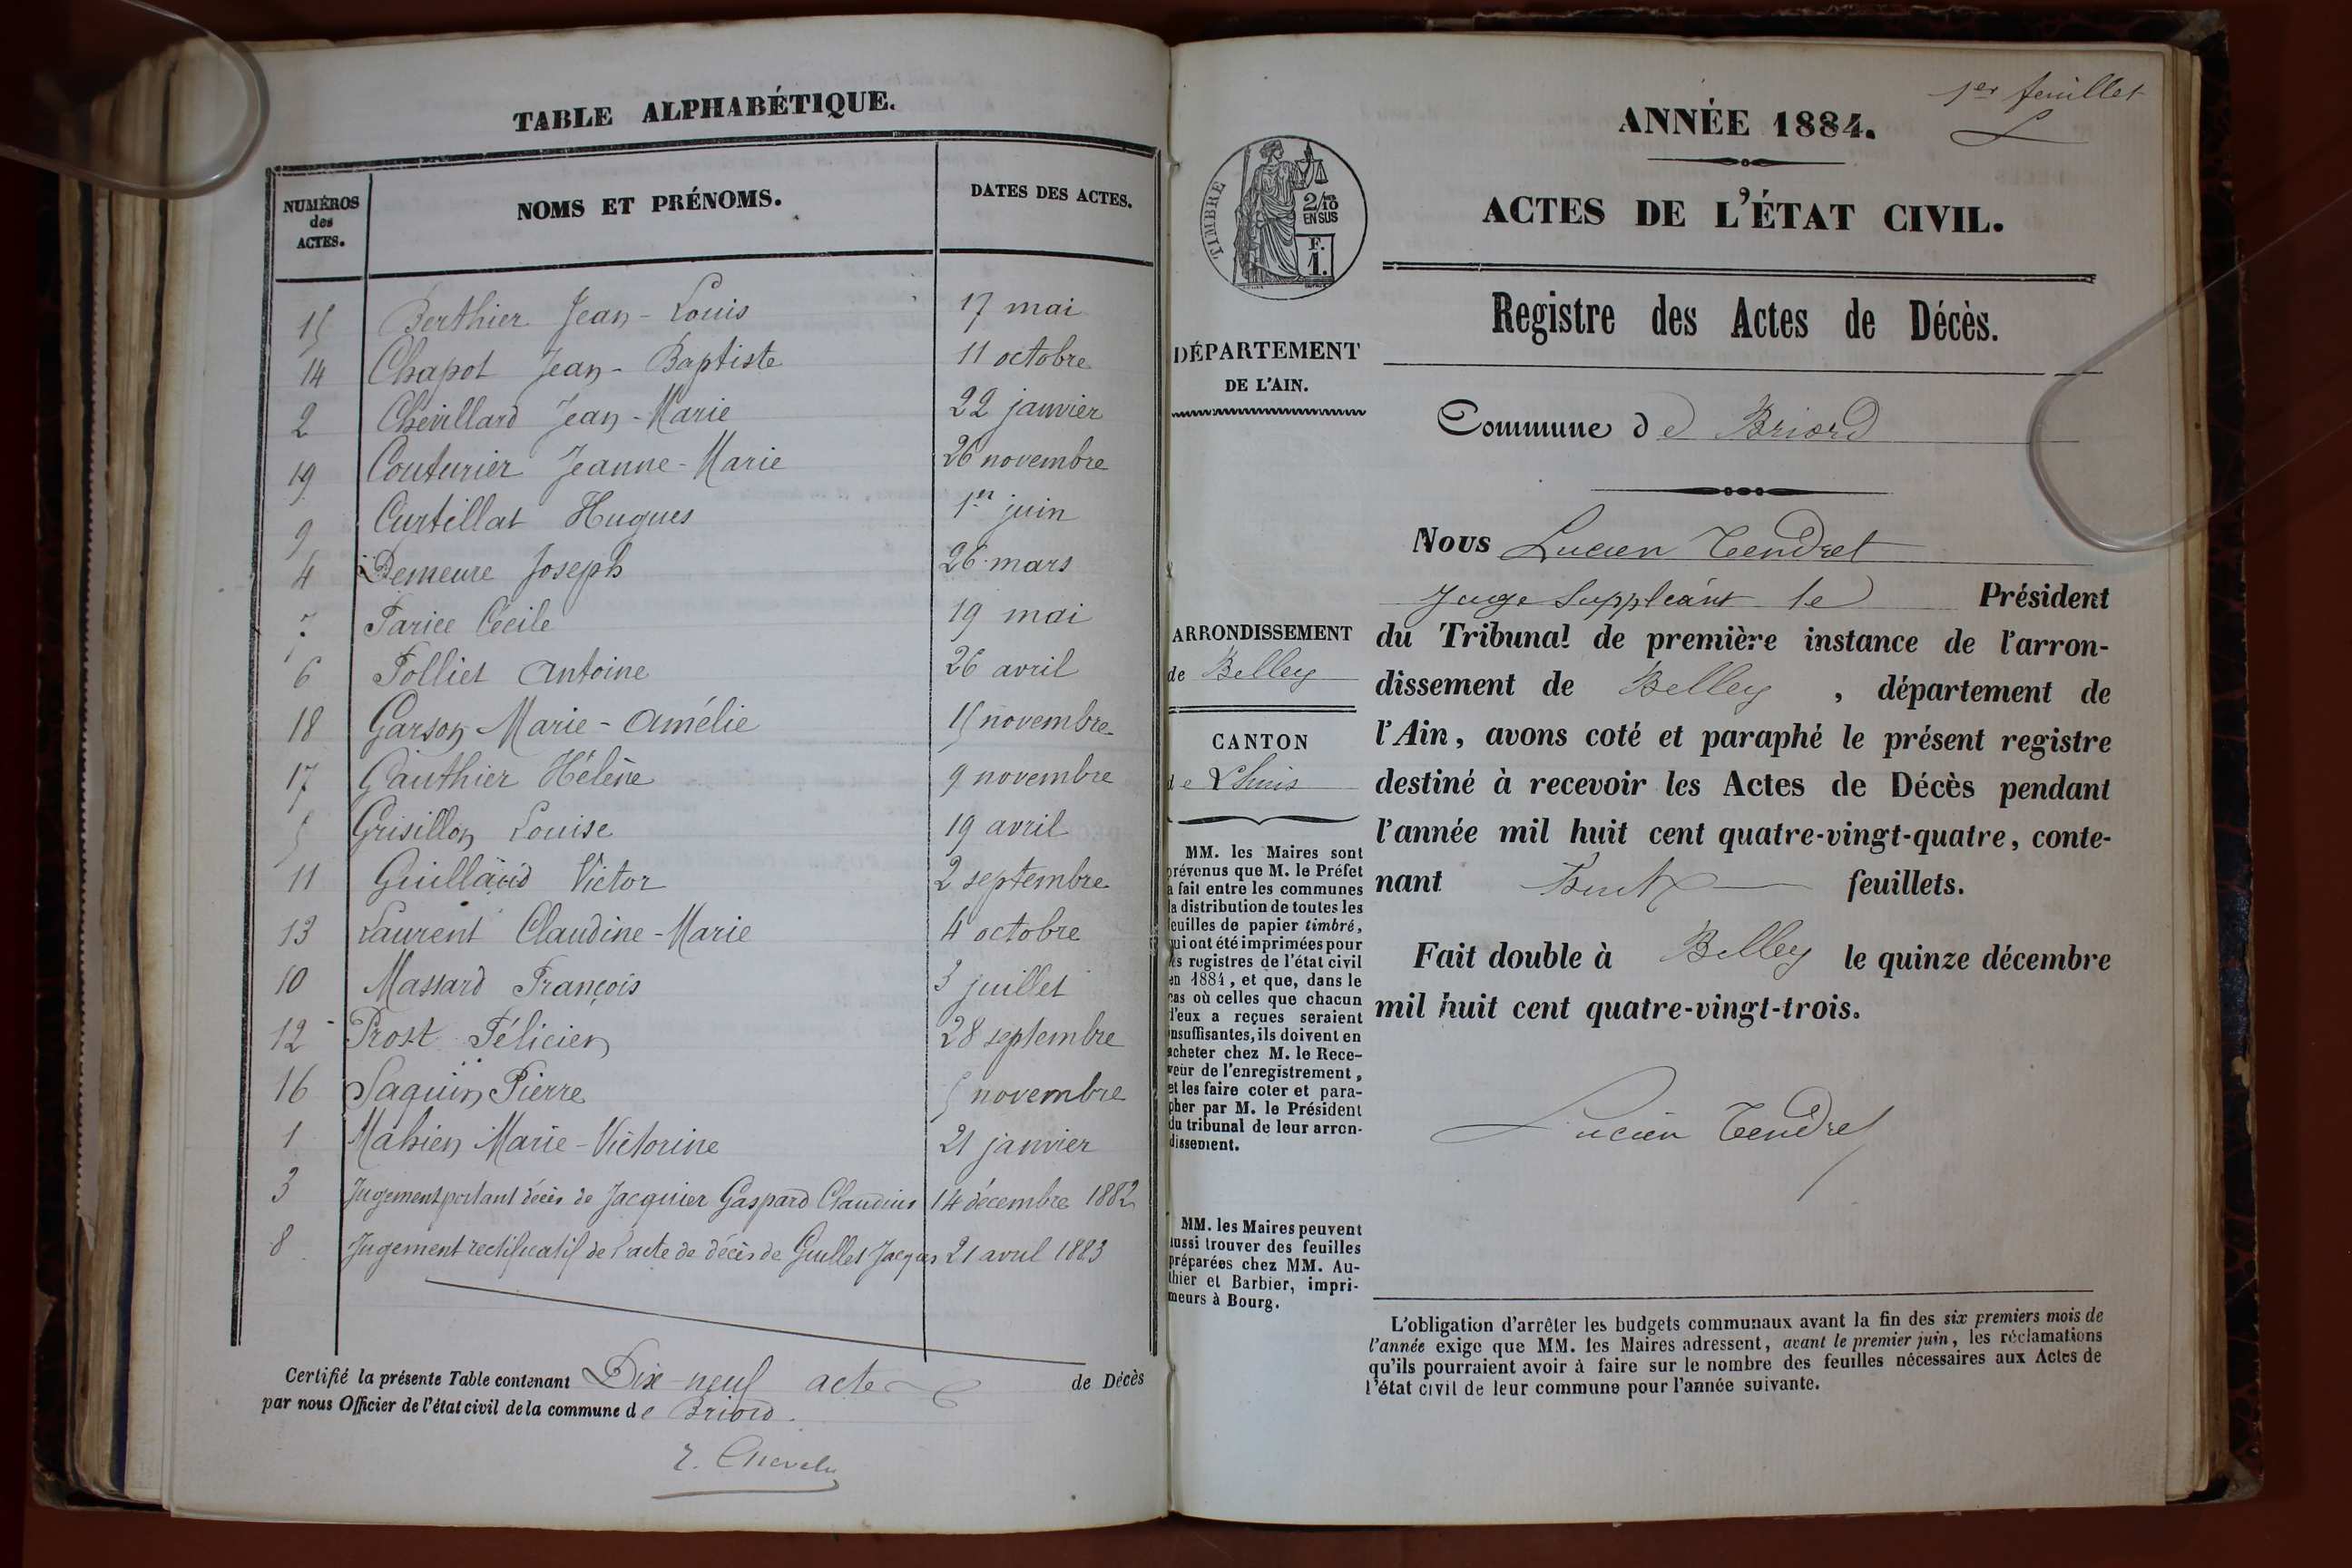 TABLE ALPHABÉTIQUE.
NUMÉROS des ACTES. NOMS ET PRÉNOMS. DATES DES ACTES.
15 Berthier Jean-Louis 17 mai
14 Chapot Jean-Baptiste 11 octobre
2 Chevillard Jean-Marie 22 janvier
19 Couturier Jeanne-Marie 26 novembre
9 Curtillat Hugues 1er juin
4 Demeure Joseph 26 mars
7 Cécile 19 mai
6 Folliet Antoine 26 avril
18 Garson Marie-Amélie 15 novembre
17 Gauthier Hélène 9 novembre
5 Grisillon Louise 19 avril
11 Guilland Victor 2 septembre
13 Laurent Claudine-Marie 4 octobre
10 Massard François 3 juillet
12 Prost Félicien 28 septembre
16 Saquin Pierre 5 novembre
1 Mahien Marie-Victorine 21 janvier
3 Jugement portant décès de Jacquier Gaspard Claudius 14 décembre 1882
8 Jugement rectificatif de l'acte de décès de Guillet Jacques 21 avril 1883
Certifié la présente Table contenant Dix-neuf actes de Décès
par nous Officier de l'état civil de la commune de Briord.
1er feuillet
ANNÉE 1884.
ACTES DE L'ÉTAT CIVIL.
Registre des Actes de Décès.
Commune de Briord
TIMBRE
2/10
EN SUS
F.
1.
DÉPARTEMENT
DE L'AIN.
ARRONDISSEMENT
de Belley
CANTON
de Lhuis
MM. les Maires sont
prévenus que M. le Préfet
a fait entre les communes
la distribution de toutes les
feuilles de papier timbré,
qui ont été imprimées pour
les registres de l'état civil
en 1884, et que, dans le
cas où celles que chacun
d'eux a reçues seraient
insuffisantes, ils doivent en
acheter chez M. le Rece-
veur de l'enregistrement,
et les faire coter et para-
pher par M. le Président
du tribunal de leur arron-
dissement.
MM. les Maires peuvent
aussi trouver des feuilles
préparées chez MM. Au-
thier et Barbier, impri-
meurs à Bourg.
Nous Lucien Tendret
Juge Suppléant le Président
du Tribunal de première instance de l'arron-
dissement de Belley, département de
l'Ain, avons coté et paraphé le présent registre
destiné à recevoir les Actes de Décès pendant
l'année mil huit cent quatre-vingt-quatre, conte-
nant huit feuillets.
Fait double à Belley le quinze décembre
mil huit cent quatre-vingt-trois.
Lucien Tendret
L'obligation d'arrêter les budgets communaux avant la fin des six premiers mois de
l'année exige que MM. les Maires adressent, avant le premier juin, les réclamations
qu'ils pourraient avoir à faire sur le nombre des feuilles nécessaires aux Actes de
l'état civil de leur commune pour l'année suivante.